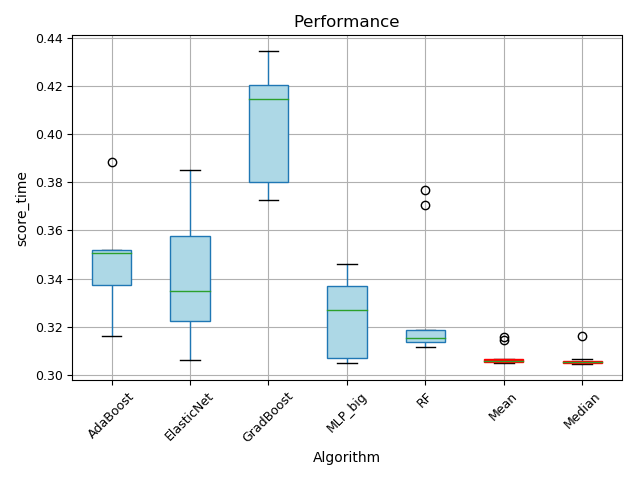 Performance
score_time
0.44
0.42
0.40
0.38
0.36
0.34
0.32
0.30
AdaBoost
ElasticNet
GradBoost
MLP_big
RF
Mean
Median
Algorithm